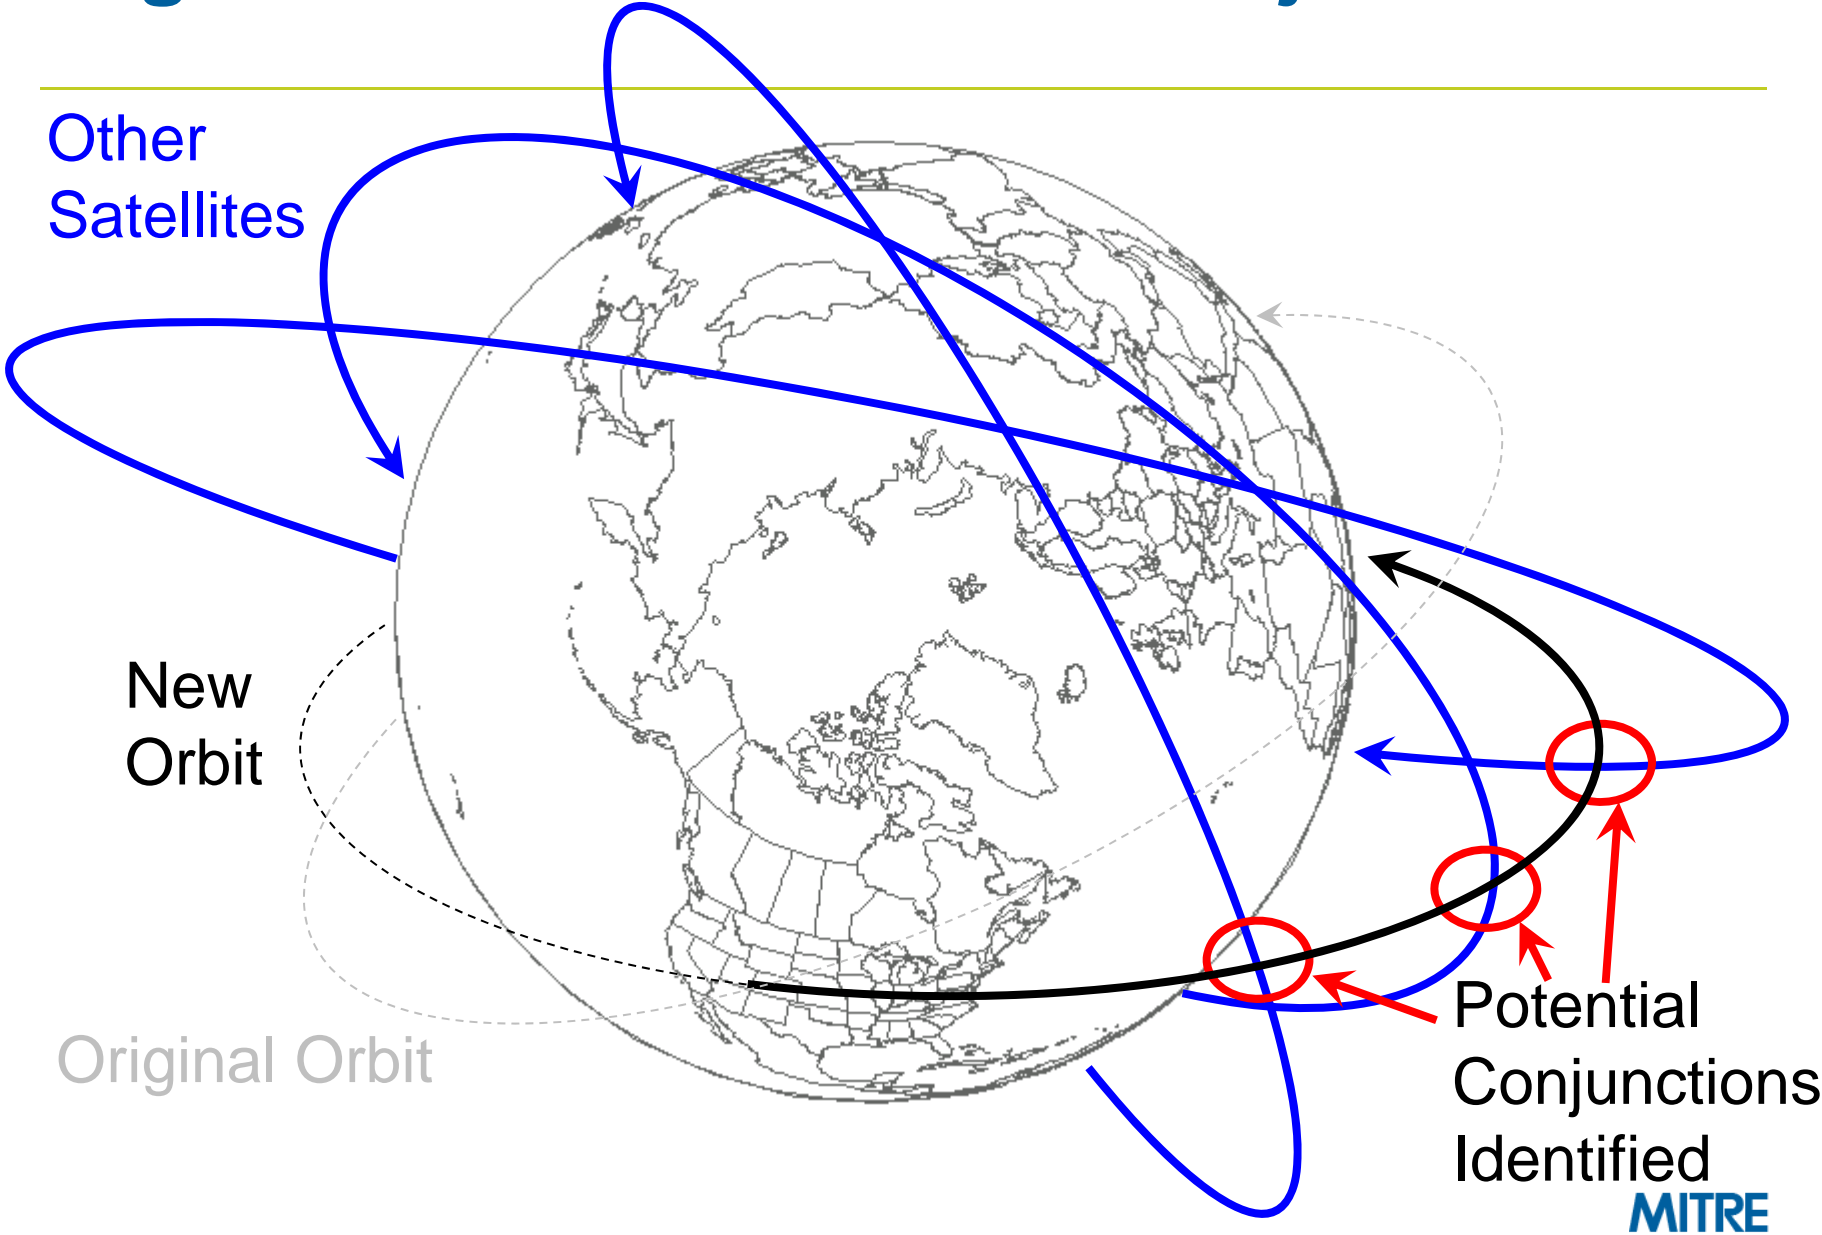 Other
Satellites
New
Orbit
Original Orbit
Potential
Conjunctions
Identified
MITRE